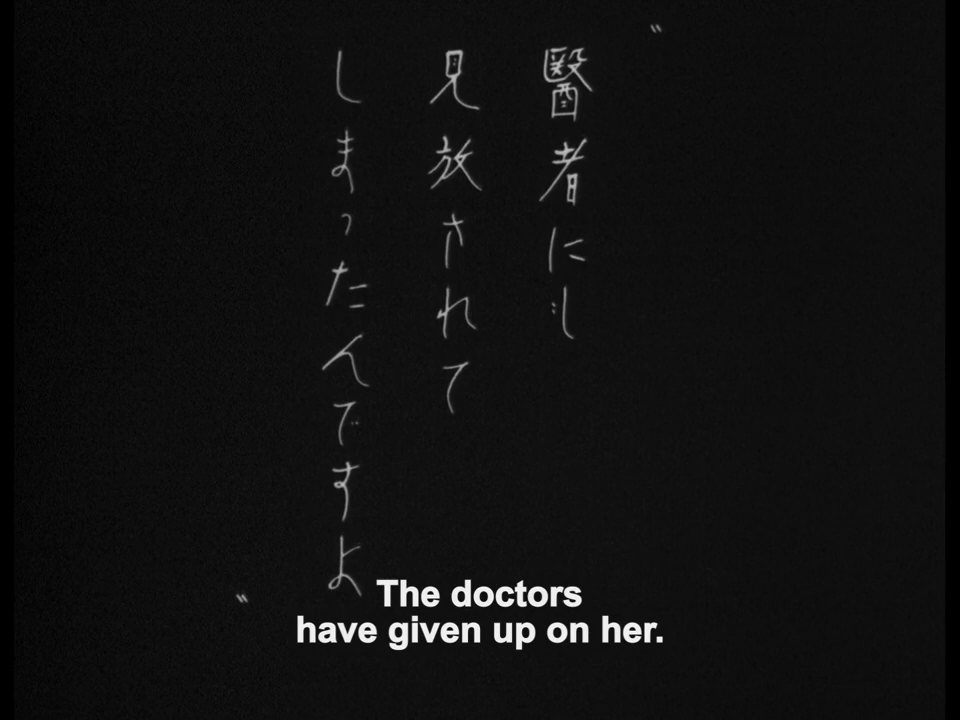 〝
醫者にも
見放されて
しまったんですよ
〟
The doctors
have given up on her.